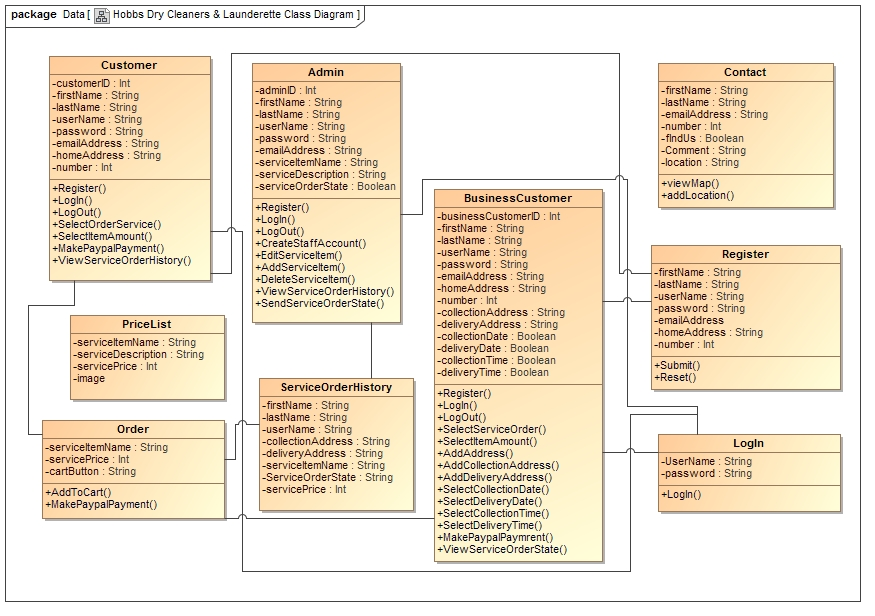 package Data [ Hobbs Dry Cleaners & Launderette Class Diagram ]
Customer
-customerID : Int
-firstName : String
-lastName : String
-userName : String
-password : String
-emailAddress : String
-homeAddress : String
-number : Int
+Register()
+LogIn()
+LogOut()
+SelectOrderService()
+SelectItemAmount()
+MakePaypalPayment()
+ViewServiceOrderHistory()
Admin
-adminID : Int
-firstName : String
-lastName : String
-userName : String
-password : String
-emailAddress : String
-serviceItemName : String
-serviceDescription : String
-serviceOrderState : Boolean
+Register()
+LogIn()
+LogOut()
+CreateStaffAccount()
+EditServiceItem()
+AddServiceItem()
+DeleteServiceItem()
+ViewServiceOrderHistory()
+SendServiceOrderState()
Contact
-firstName : String
-lastName : String
-emailAddress : String
-number : Int
-findUs : Boolean
-Comment : String
-location : String
+viewMap()
+addLocation()
BusinessCustomer
-businessCustomerID : Int
-firstName : String
-lastName : String
-userName : String
-password : String
-emailAddress : String
-homeAddress : String
-number : Int
-collectionAddress : String
-deliveryAddress : String
-collectionDate : Boolean
-deliveryDate : Boolean
-collectionTime : Boolean
-deliveryTime : Boolean
+Register()
+LogIn()
+LogOut()
+SelectServiceOrder()
+SelectItemAmount()
+AddAddress()
+AddCollectionAddress()
+AddDeliveryAddress()
+SelectCollectionDate()
+SelectDeliveryDate()
+SelectCollectionTime()
+SelectDeliveryTime()
+MakePaypalPaymrent()
+ViewServiceOrderState()
Register
-firstName : String
-lastName : String
-userName : String
-password : String
-emailAddress
-homeAddress : String
-number : Int
+Submit()
+Reset()
PriceList
-serviceItemName : String
-serviceDescription : String
-servicePrice : Int
-image
ServiceOrderHistory
-firstName : String
-lastName : String
-userName : String
-collectionAddress : String
-deliveryAddress : String
-serviceItemName : String
-ServiceOrderState : String
-servicePrice : Int
Order
-serviceItemName : String
-servicePrice : Int
-cartButton : String
+AddToCart()
+MakePaypalPayment()
LogIn
-UserName : String
-password : String
+LogIn()